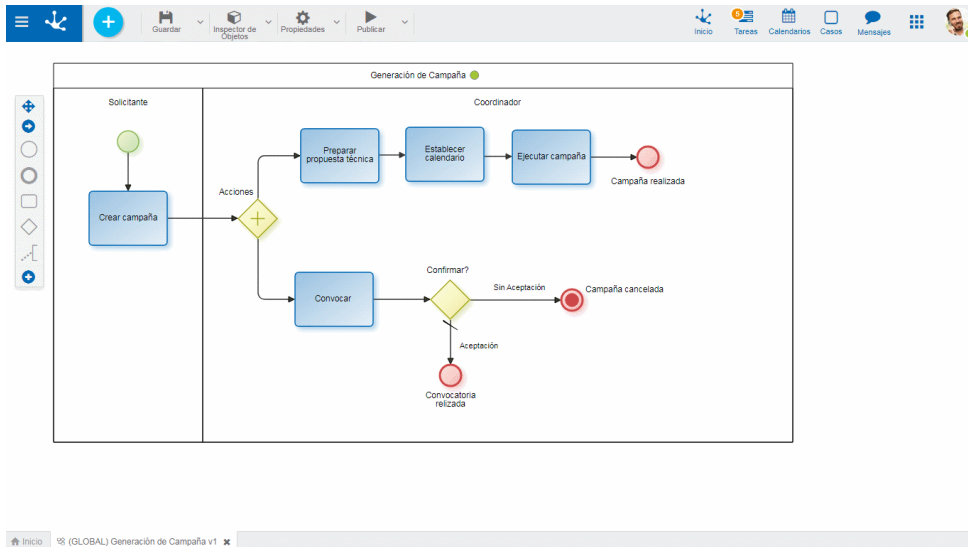 Guardar
Inspector de
Objetos
Propiedades
Publicar
Inicio
5
Tareas
Calendarios
Casos
Mensajes
Generación de Campaña
Solicitante
Coordinador
Preparar
propuesta técnica
Establecer
calendario
Ejecutar campaña
Campaña realizada
Acciones
Crear campaña
Confirmar?
Convocar
Sin Aceptación
Campaña cancelada
Aceptación
Convocatoria
relizada
Inicio
(GLOBAL) Generación de Campaña v1